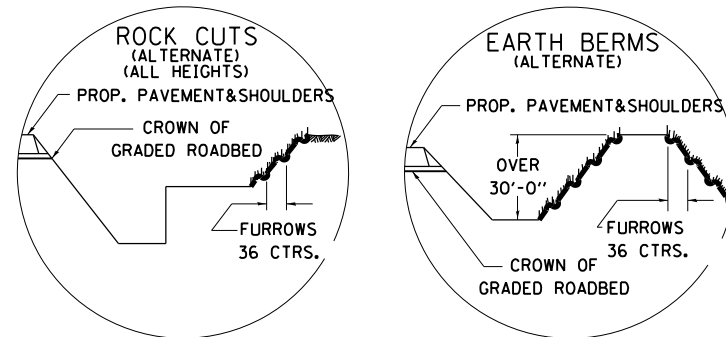 ROCK CUTS
(ALTERNATE)
(ALL HEIGHTS)
PROP. PAVEMENT&SHOULDERS
CROWN OF
GRADED ROADBED
FURROWS
36 CTRS.
EARTH BERMS
(ALTERNATE)
PROP. PAVEMENT&SHOULDERS
OVER
30'-0"
FURROWS
36 CTRS.
CROWN OF
GRADED ROADBED